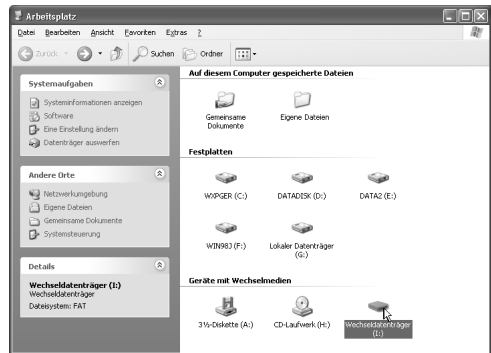 Arbeitsplatz
Datei Bearbeiten Ansicht Favoriten Extras ?
Zurück Suchen Ordner
Systemaufgaben
Systeminformationen anzeigen
Software
Eine Einstellung ändern
Datenträger auswerfen
Andere Orte
Netzwerkumgebung
Eigene Dateien
Gemeinsame Dokumente
Systemsteuerung
Details
Wechseldatenträger (I:)
Wechseldatenträger
Dateisystem: FAT
Auf diesem Computer gespeicherte Dateien
Gemeinsame Dokumente
Eigene Dateien
Festplatten
WXPGER (C:) DATADISK (D:) DATA2 (E:)
WIN98J (F:) Lokaler Datenträger
(G:)
Geräte mit Wechselmedien
3½-Diskette (A:) CD-Laufwerk (H:) Wechseldatenträger
(I:)